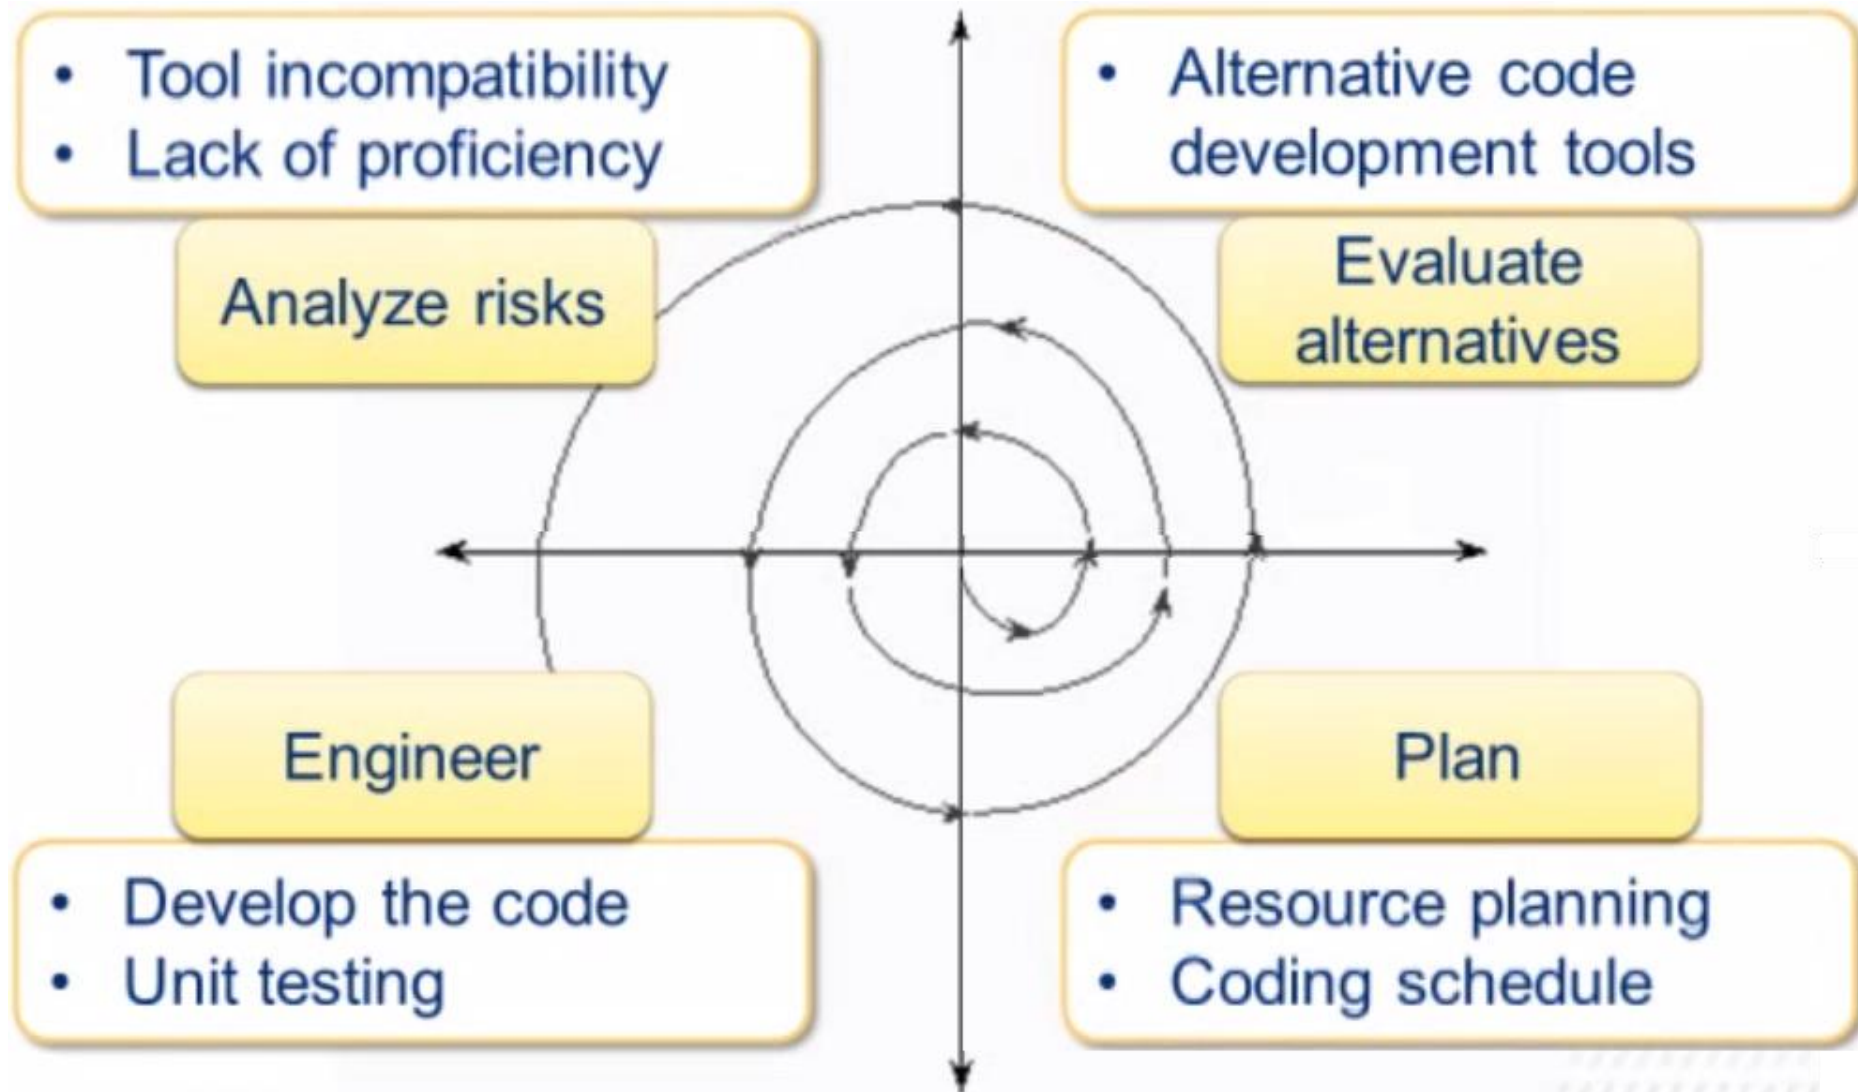 • Tool incompatibility
• Lack of proficiency
Analyze risks
• Alternative code
development tools
Evaluate
alternatives
Engineer
• Develop the code
• Unit testing
Plan
• Resource planning
• Coding schedule